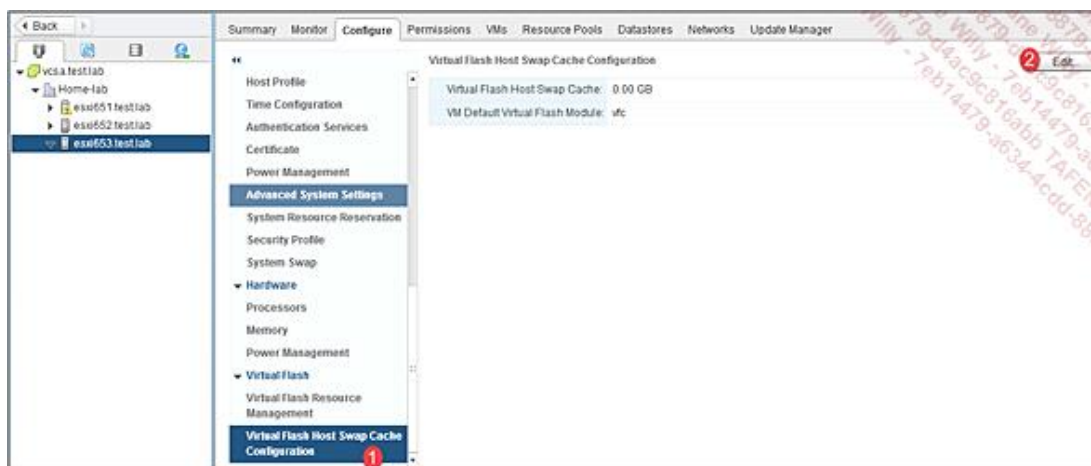 Back
Summary Monitor Configure Permissions VMs Resource Pools Datastores Networks Update Manager
vcsa.testlab
Home-lab
esxi651.testlab
esxi652.testlab
esxi653.testlab
Host Profile
Time Configuration
Authentication Services
Certificate
Power Management
Advanced System Settings
System Resource Reservation
Security Profile
System Swap
Hardware
Processors
Memory
Power Management
Virtual Flash
Virtual Flash Resource
Management
Virtual Flash Host Swap Cache
Configuration
1
Virtual Flash Host Swap Cache Configuration
2 Edit
Virtual Flash Host Swap Cache: 0.00 GB
VM Default Virtual Flash Module: vfc